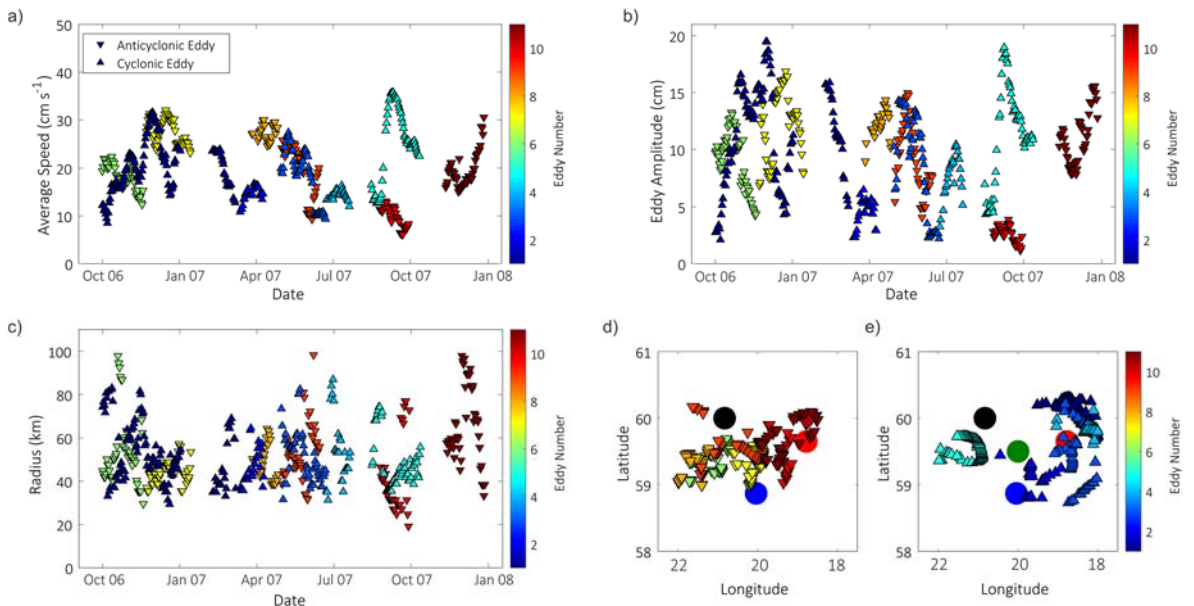 a)
50
40
30
20
10
0
Average Speed (cm s⁻¹)
Anticyclonic Eddy
Cyclonic Eddy
Oct 06 Jan 07 Apr 07 Jul 07 Oct 07 Jan 08
Date
10
8
6
4
2
Eddy Number
b)
20
15
10
5
0
Eddy Amplitude (cm)
Oct 06 Jan 07 Apr 07 Jul 07 Oct 07 Jan 08
Date
10
8
6
4
2
Eddy Number
c)
100
80
60
40
20
0
Radius (km)
Oct 06 Jan 07 Apr 07 Jul 07 Oct 07 Jan 08
Date
10
8
6
4
2
Eddy Number
d)
61
60
59
58
Latitude
22 20 18
Longitude
e)
61
60
59
58
Latitude
22 20 18
Longitude
10
8
6
4
2
Eddy Number